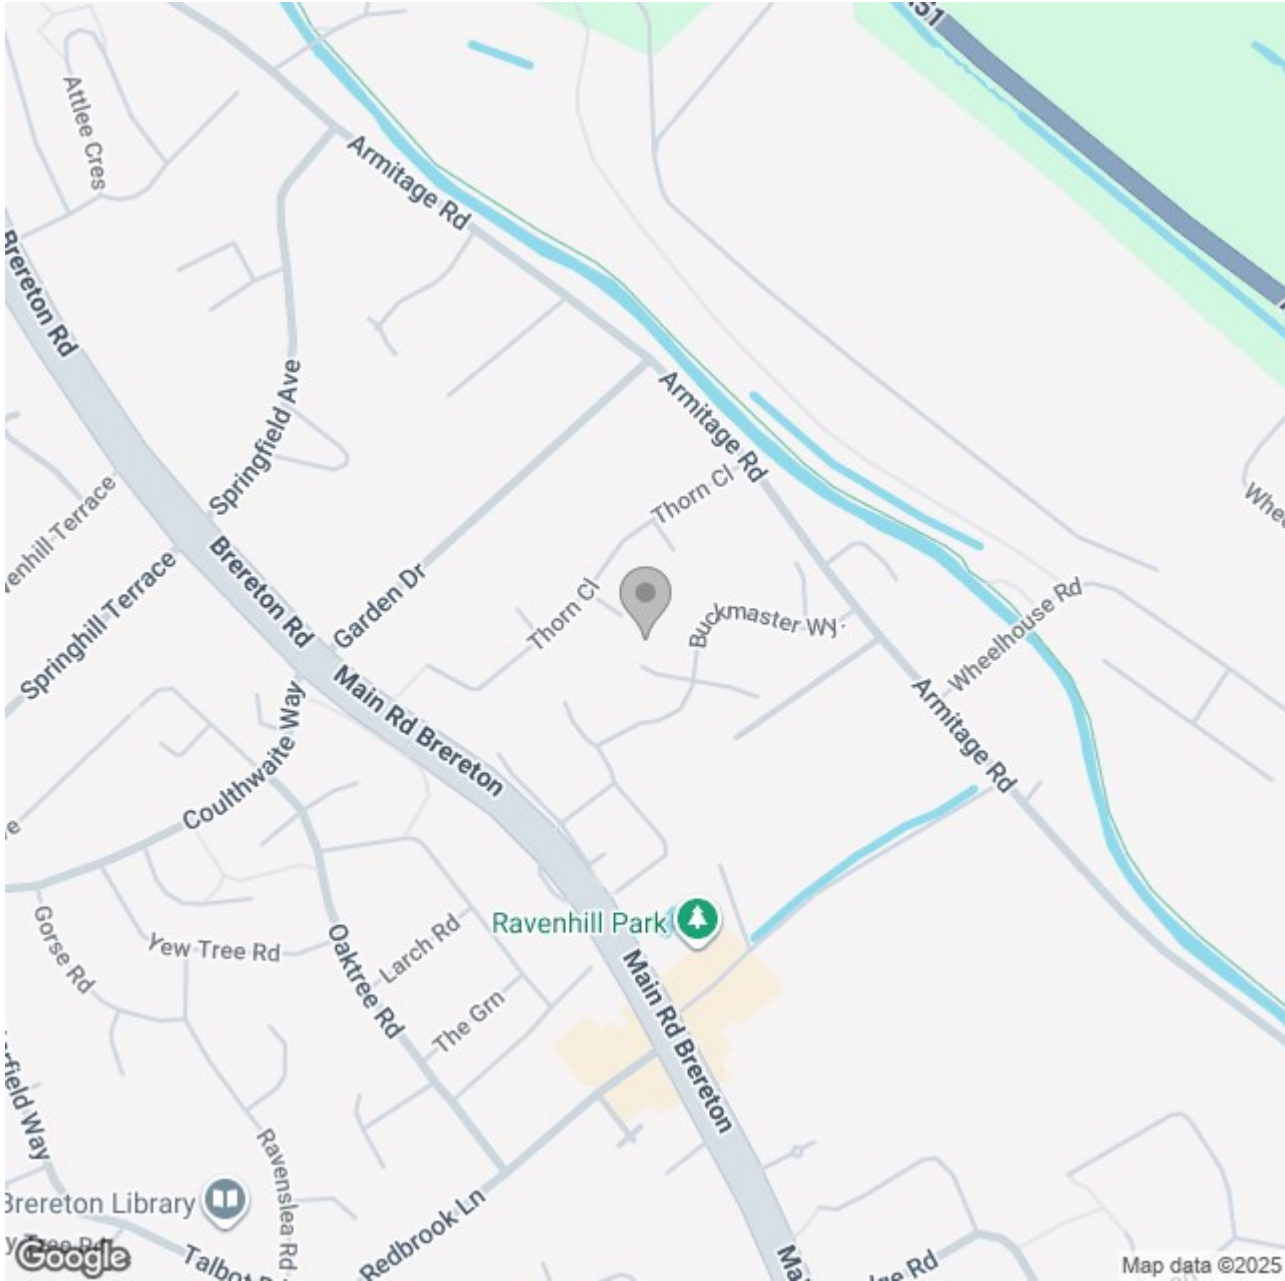 A51
Attlee Cres
Armitage Rd
Brereton Rd
Springfield Ave
Armitage Rd
Thorn Cl
Springhill Terrace
Brereton Rd
Garden Dr
Thorn Cl
Buckmaster Wy
Wheelhouse Rd
Main Rd Brereton
Coulthwaite Way
Armitage Rd
Gorse Rd
Yew Tree Rd
Oaktree Rd
Larch Rd
The Grn
Ravenhill Park
Main Rd Brereton
Ravenslea Rd
Brereton Library
Redbrook Ln
Google
Map data ©2025